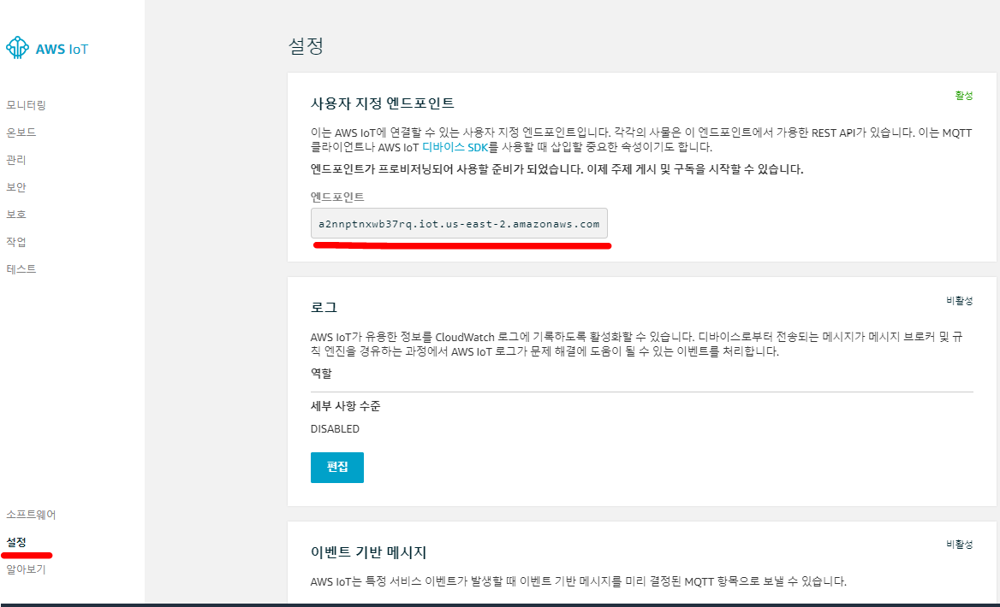 AWS IoT
모니터링
온보드
관리
보안
보호
작업
테스트
소프트웨어
설정
알아보기
설정
사용자 지정 엔드포인트
활성
이는 AWS IoT에 연결할 수 있는 사용자 지정 엔드포인트입니다. 각각의 사물은 이 엔드포인트에서 가용한 REST API가 있습니다. 이는 MQTT
클라이언트나 AWS IoT 디바이스 SDK를 사용할 때 삽입할 중요한 속성이기도 합니다.
엔드포인트가 프로비저닝되어 사용할 준비가 되었습니다. 이제 주제 게시 및 구독을 시작할 수 있습니다.
엔드포인트
a2nnptnxwb37rq.iot.us-east-2.amazonaws.com
로그
비활성
AWS IoT가 유용한 정보를 CloudWatch 로그에 기록하도록 활성화할 수 있습니다. 디바이스로부터 전송되는 메시지가 메시지 브로커 및 규
칙 엔진을 경유하는 과정에서 AWS IoT 로그가 문제 해결에 도움이 될 수 있는 이벤트를 처리합니다.
역할
세부 사항 수준
DISABLED
편집
이벤트 기반 메시지
비활성
AWS IoT는 특정 서비스 이벤트가 발생할 때 이벤트 기반 메시지를 미리 결정된 MQTT 항목으로 보낼 수 있습니다.